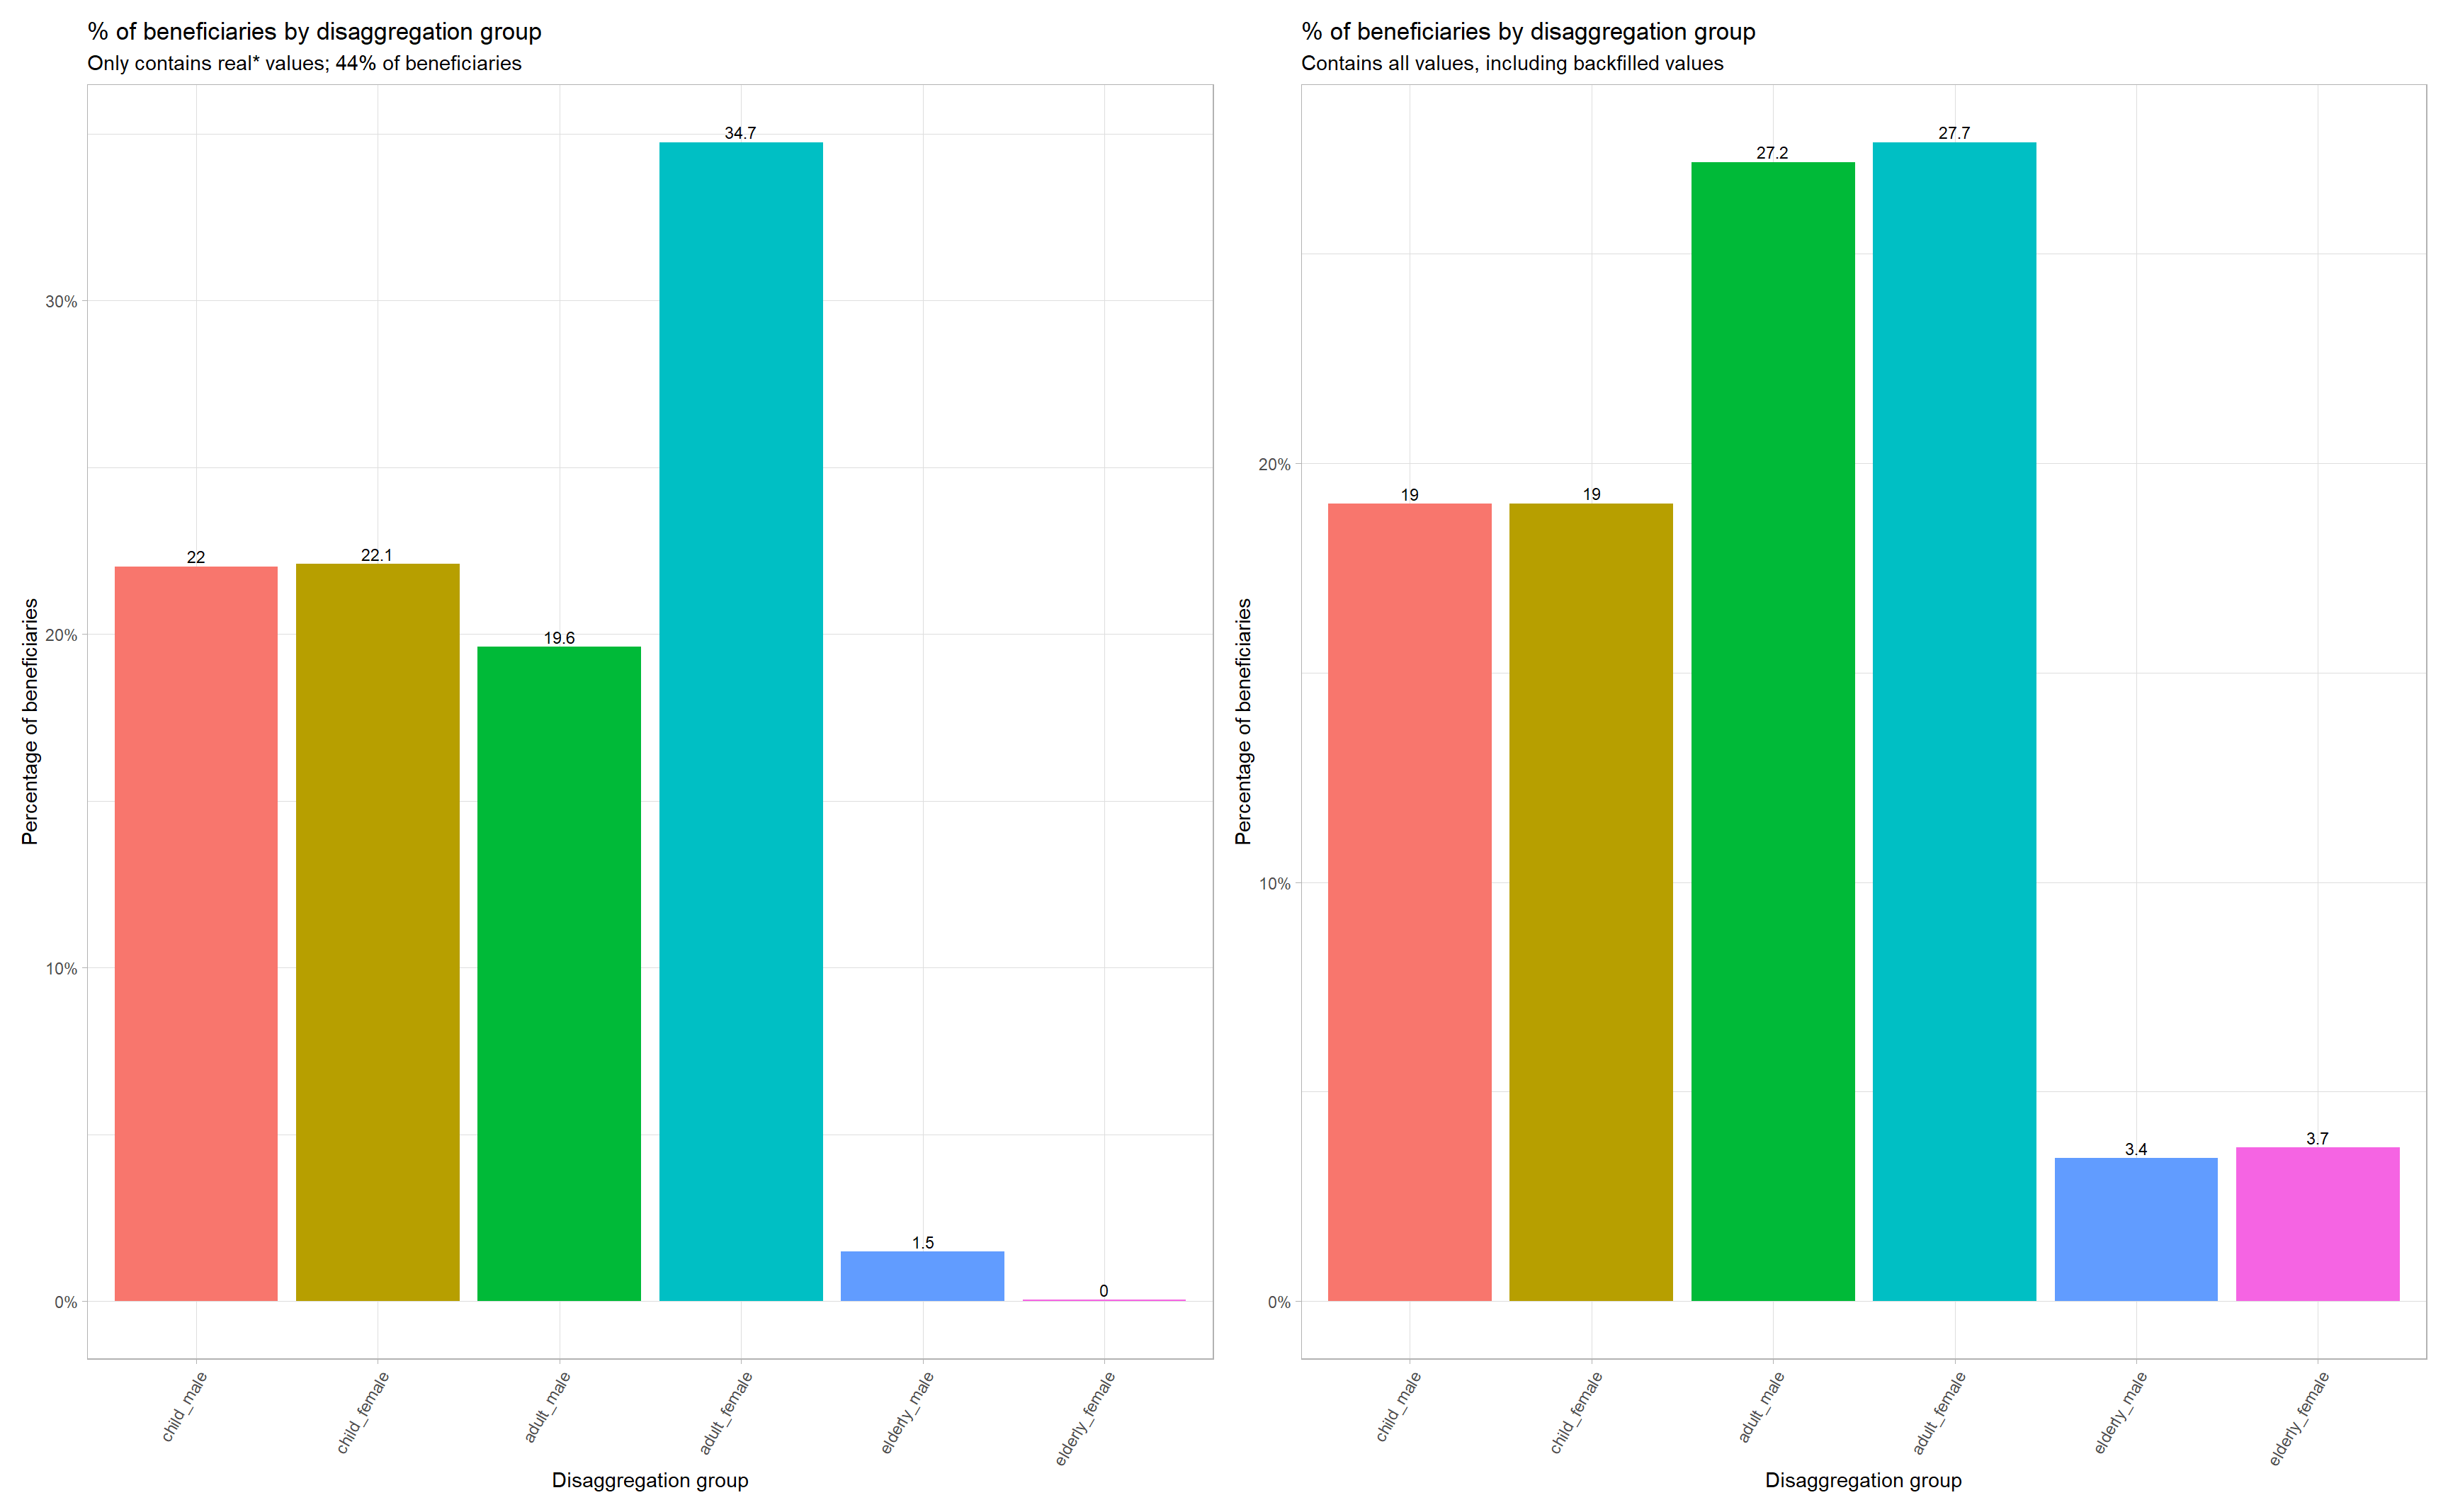 % of beneficiaries by disaggregation group
Only contains real* values; 44% of beneficiaries
Percentage of beneficiaries
30%
20%
10%
0%
22
22.1
19.6
34.7
1.5
0
child_male
child_female
adult_male
adult_female
elderly_male
elderly_female
Disaggregation group
% of beneficiaries by disaggregation group
Contains all values, including backfilled values
Percentage of beneficiaries
20%
10%
0%
19
19
27.2
27.7
3.4
3.7
child_male
child_female
adult_male
adult_female
elderly_male
elderly_female
Disaggregation group